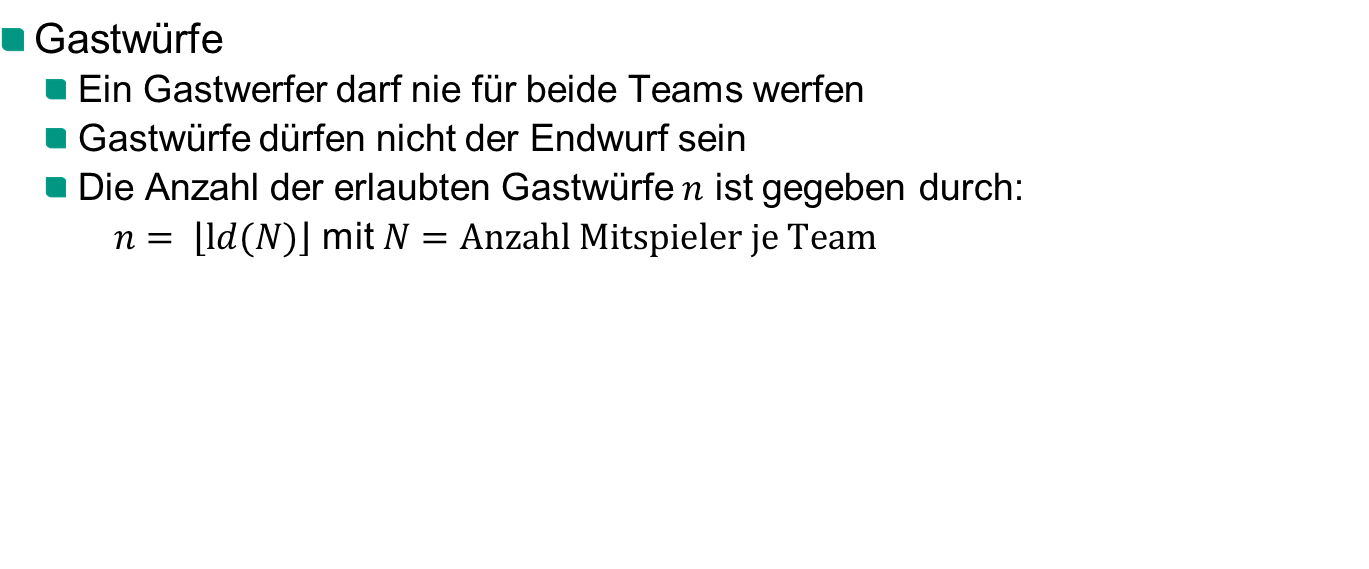 Gastwürfe
Ein Gastwerfer darf nie für beide Teams werfen
Gastwürfe dürfen nicht der Endwurf sein
Die Anzahl der erlaubten Gastwürfe n ist gegeben durch:
n = ⌊ld(N)⌋ mit N = Anzahl Mitspieler je Team